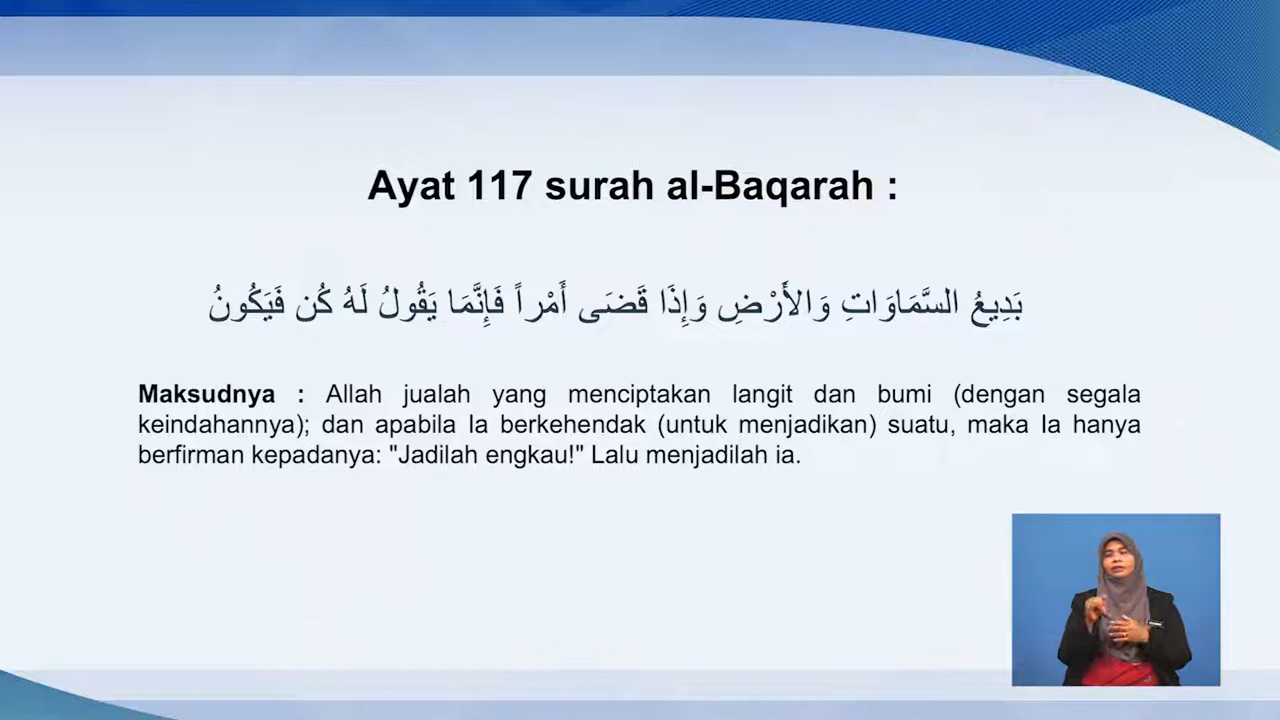 Ayat 117 surah al-Baqarah :
بَدِيعُ السَّمَاوَاتِ وَالأَرْضِ وَإِذَا قَضَى أَمْراً فَإِنَّمَا يَقُولُ لَهُ كُن فَيَكُونُ
Maksudnya : Allah jualah yang menciptakan langit dan bumi (dengan segala
keindahannya); dan apabila Ia berkehendak (untuk menjadikan) suatu, maka Ia hanya
berfirman kepadanya: "Jadilah engkau!" Lalu menjadilah ia.